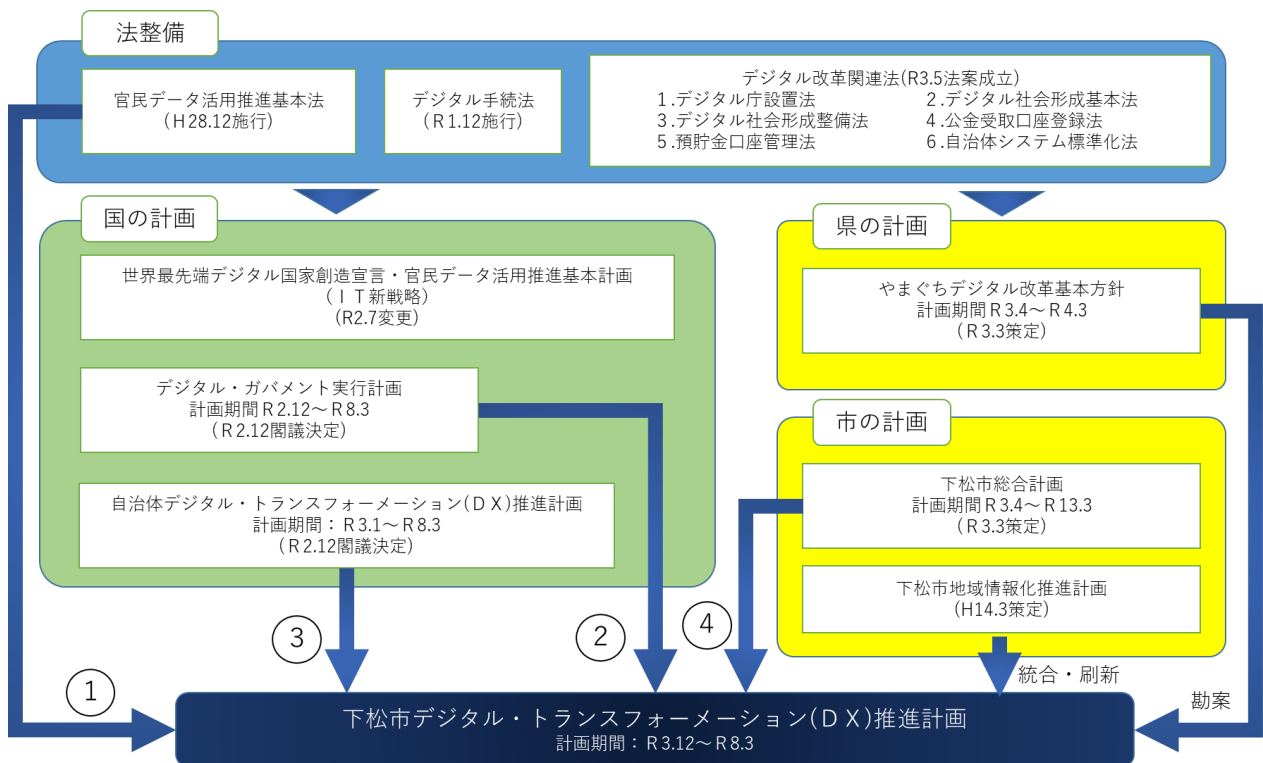 法整備
官民データ活用推進基本法
(H28.12施行)
デジタル手続法
(R1.12施行)
デジタル改革関連法(R3.5法案成立)
1.デジタル庁設置法 2.デジタル社会形成基本法
3.デジタル社会形成整備法 4.公金受取口座登録法
5.預貯金口座管理法 6.自治体システム標準化法
国の計画
世界最先端デジタル国家創造宣言・官民データ活用推進基本計画
(IT新戦略)
(R2.7変更)
デジタル・ガバメント実行計画
計画期間R2.12~R8.3
(R2.12閣議決定)
自治体デジタル・トランスフォーメーション(DX)推進計画
計画期間:R3.1~R8.3
(R2.12閣議決定)
県の計画
やまぐちデジタル改革基本方針
計画期間R3.4~R4.3
(R3.3策定)
市の計画
下松市総合計画
計画期間R3.4~R13.3
(R3.3策定)
下松市地域情報化推進計画
(H14.3策定)
①
③
②
④
統合・刷新
勘案
下松市デジタル・トランスフォーメーション(DX)推進計画
計画期間:R3.12~R8.3